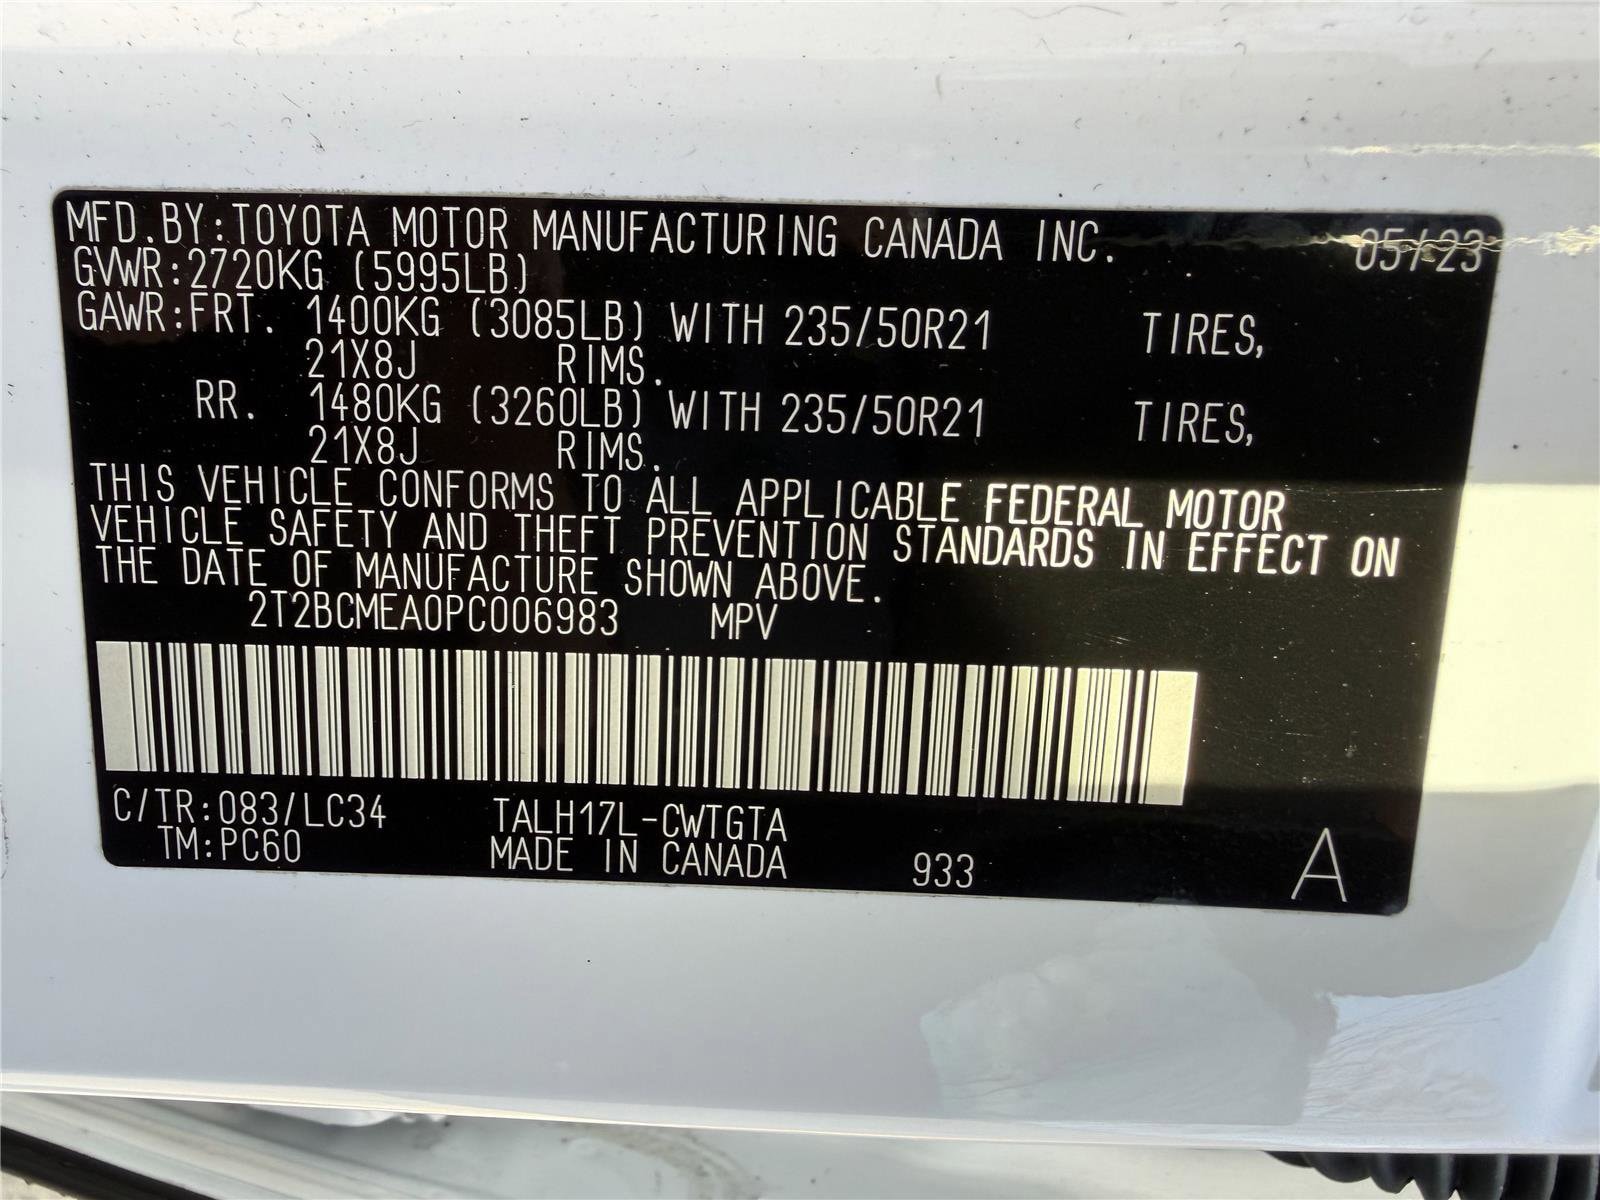 MFD.BY:TOYOTA MOTOR MANUFACTURING CANADA INC. 05/23
GVWR:2720KG (5995LB)
GAWR:FRT. 1400KG (3085LB) WITH 235/50R21 TIRES,
21X8J RIMS.
RR. 1480KG (3260LB) WITH 235/50R21 TIRES,
21X8J RIMS.
THIS VEHICLE CONFORMS TO ALL APPLICABLE FEDERAL MOTOR
VEHICLE SAFETY AND THEFT PREVENTION STANDARDS IN EFFECT ON
THE DATE OF MANUFACTURE SHOWN ABOVE.
2T2BCMEA0PC006983 MPV
C/TR:083/LC34 TALH17L-CWTGTA
TM:PC60 MADE IN CANADA 933 A